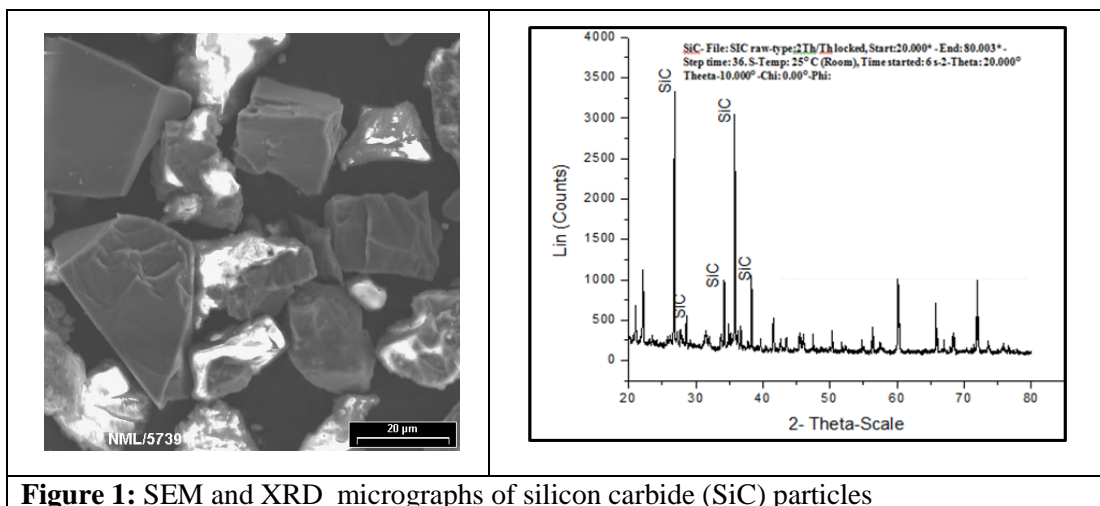 NML/5739
20 µm
4000
3500
3000
2500
2000
1500
1000
500
0
Lin (Counts)
SiC- File: SIC raw-type:2Th/Th locked, Start:20.000* - End: 80.003* -
Step time: 36. S-Temp: 25° C (Room), Time started: 6 s-2-Theta: 20.000°
Theeta-10.000° -Chi: 0.00°-Phi:
SiC
SiC
SiC
SiC
SiC
20 30 40 50 60 70 80
2- Theta-Scale
Figure 1: SEM and XRD micrographs of silicon carbide (SiC) particles